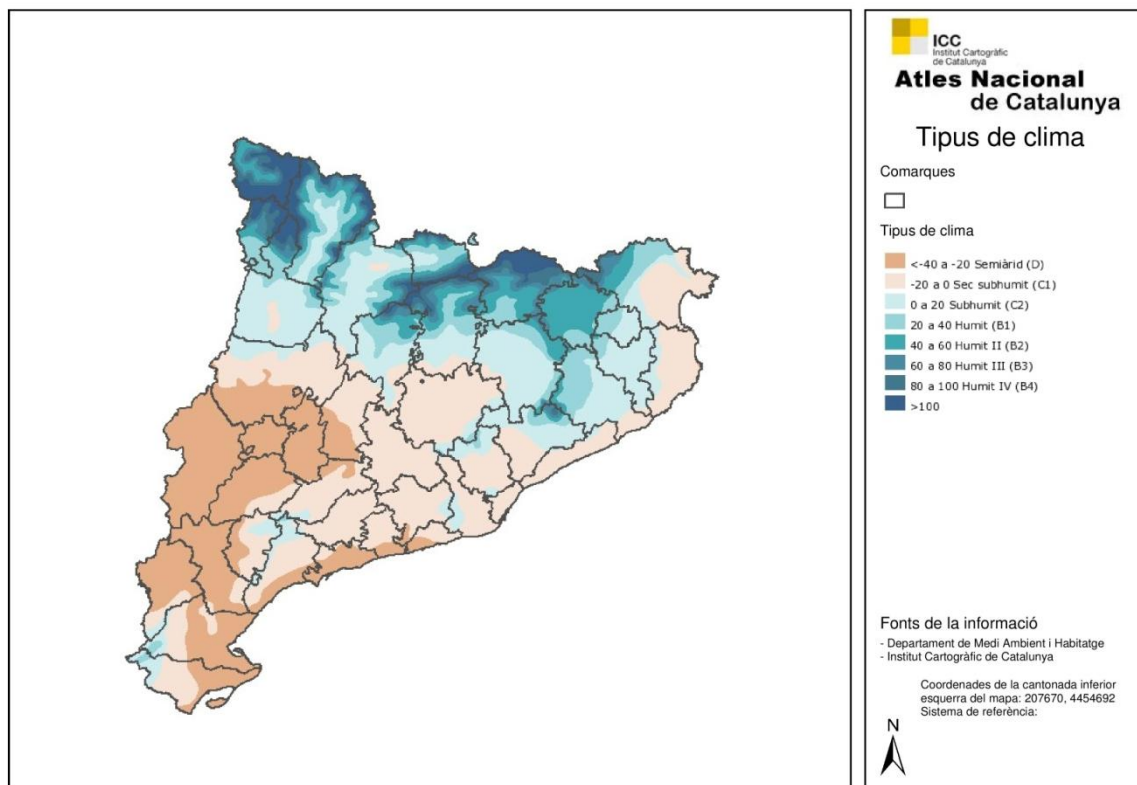 ICC
Institut Cartogràfic
de Catalunya
Atles Nacional
de Catalunya
Tipus de clima
Comarques
Tipus de clima
<-40 a -20 Semiàrid (D)
-20 a 0 Sec subhumit (C1)
0 a 20 Subhumit (C2)
20 a 40 Humit (B1)
40 a 60 Humit II (B2)
60 a 80 Humit III (B3)
80 a 100 Humit IV (B4)
>100
Fonts de la informació
- Departament de Medi Ambient i Habitatge
- Institut Cartogràfic de Catalunya
Coordenades de la cantonada inferior
esquerra del mapa: 207670, 4454692
Sistema de referència:
N